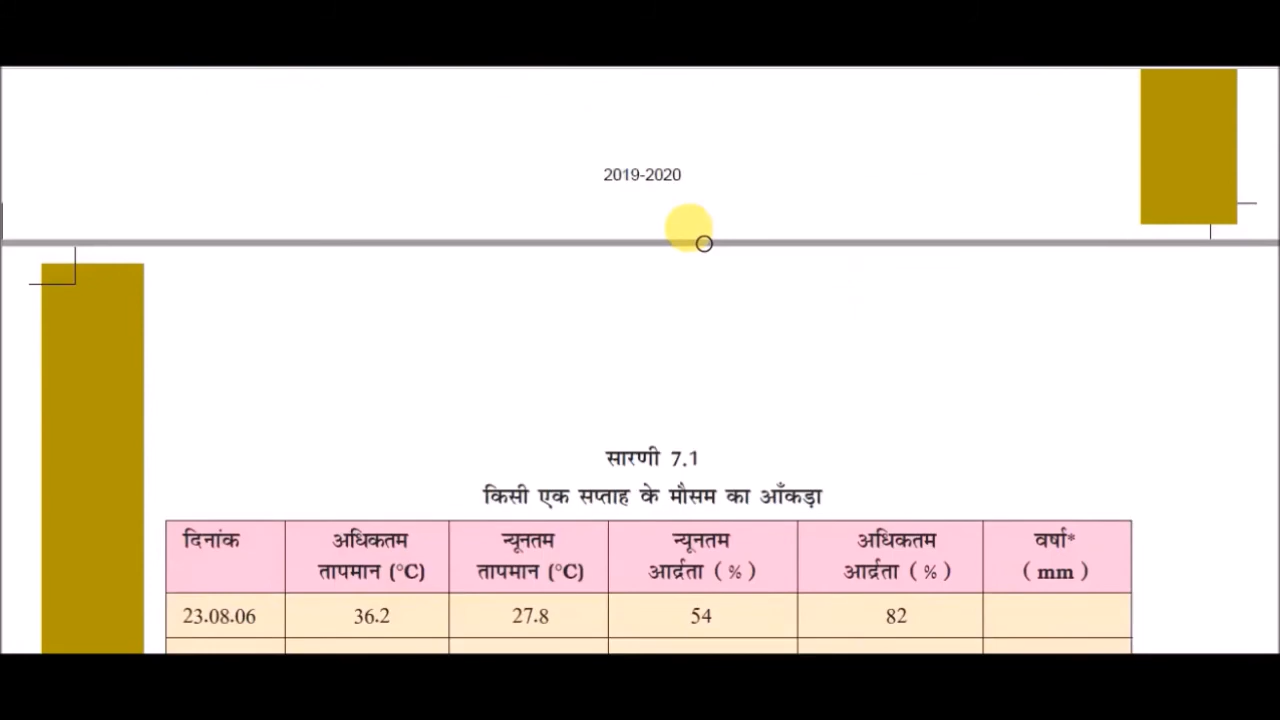 2019-2020
सारणी 7.1
किसी एक सप्ताह के मौसम का आँकड़ा
दिनांक अधिकतम तापमान (°C) न्यूनतम तापमान (°C) न्यूनतम आर्द्रता ( % ) अधिकतम आर्द्रता ( % ) वर्षा* ( mm )
23.08.06 36.2 27.8 54 82